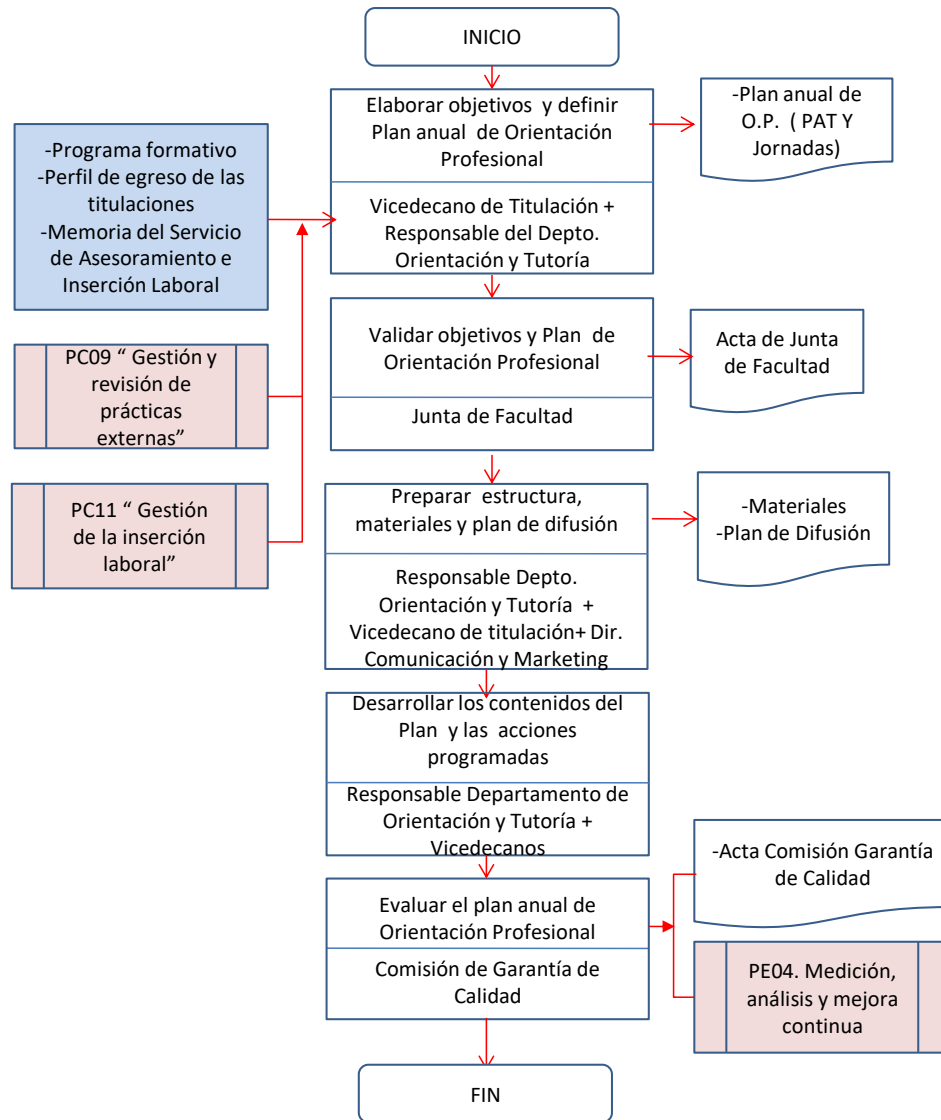 INICIO
Elaborar objetivos y definir
Plan anual de Orientación
Profesional
Vicedecano de Titulación +
Responsable del Depto.
Orientación y Tutoría
-Plan anual de
O.P. ( PAT Y
Jornadas)
-Programa formativo
-Perfil de egreso de las
titulaciones
-Memoria del Servicio
de Asesoramiento e
Inserción Laboral
PC09 “ Gestión y
revisión de
prácticas
externas”
PC11 “ Gestión
de la inserción
laboral”
Validar objetivos y Plan de
Orientación Profesional
Junta de Facultad
Acta de Junta
de Facultad
Preparar estructura,
materiales y plan de difusión
Responsable Depto.
Orientación y Tutoría +
Vicedecano de titulación+ Dir.
Comunicación y Marketing
-Materiales
-Plan de Difusión
Desarrollar los contenidos del
Plan y las acciones
programadas
Responsable Departamento de
Orientación y Tutoría +
Vicedecanos
Evaluar el plan anual de
Orientación Profesional
Comisión de Garantía de
Calidad
-Acta Comisión Garantía
de Calidad
PE04. Medición,
análisis y mejora
continua
FIN